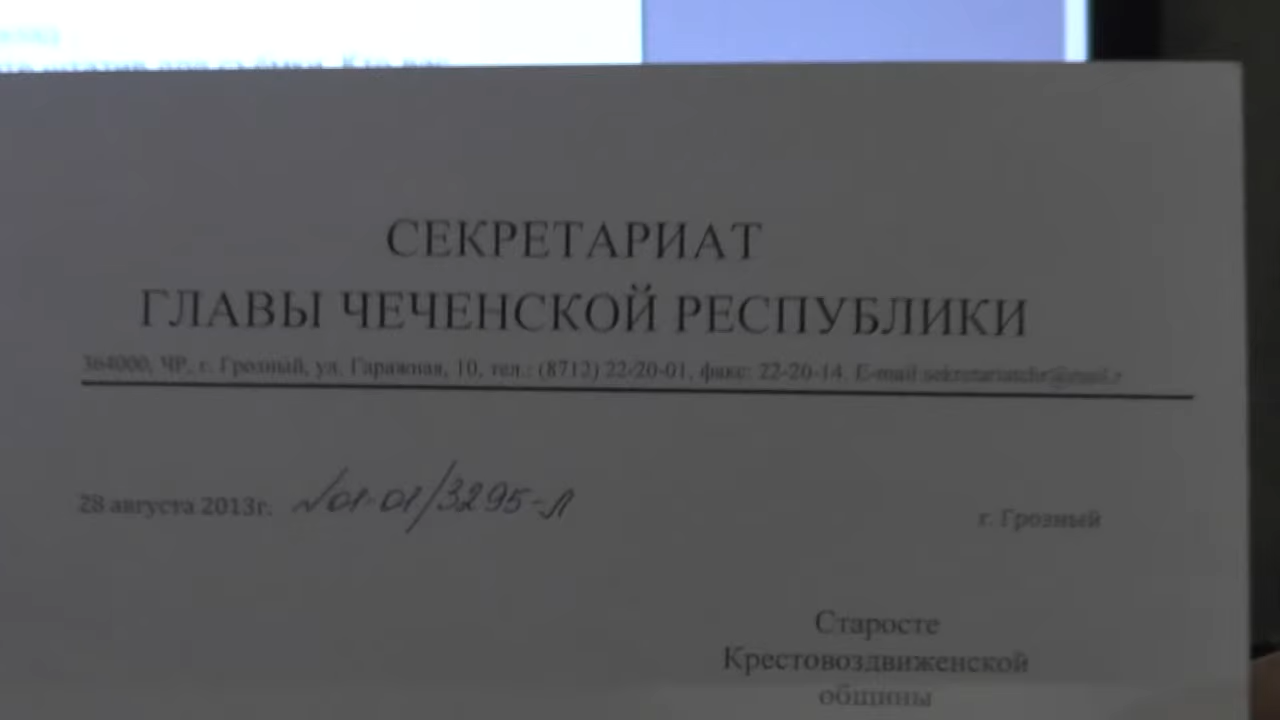 СЕКРЕТАРИАТ
ГЛАВЫ ЧЕЧЕНСКОЙ РЕСПУБЛИКИ
364000, ЧР, г. Грозный, ул. Гаражная, 10, тел.: (8712) 22-20-01, факс: 22-20-14. E-mail:
28 августа 2013г. №01-01/3295-Л
г. Грозный
Старосте
Крестовоздвиженской
общины